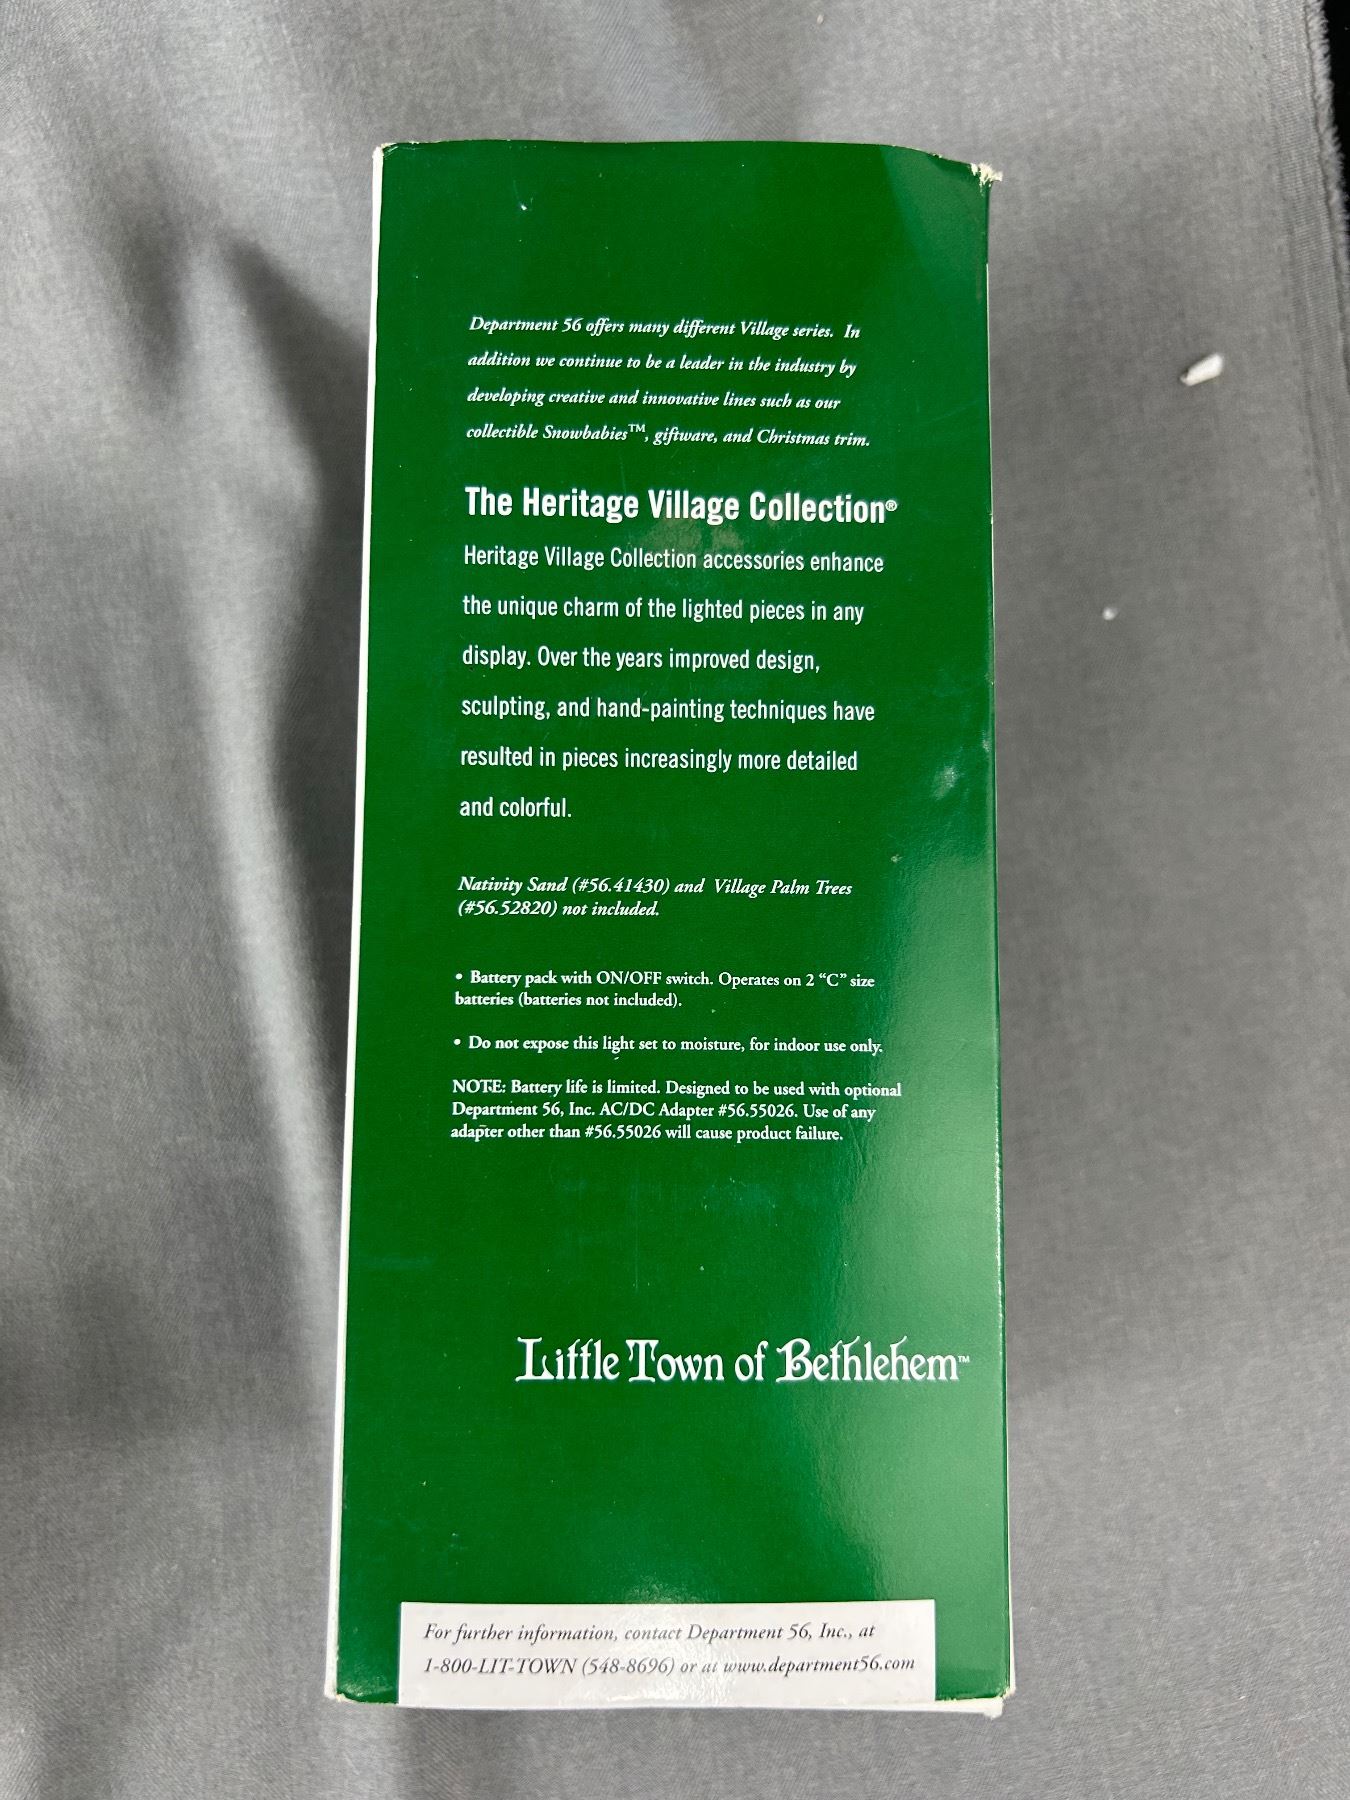 Department 56 offers many different Village series. In
addition we continue to be a leader in the industry by
developing creative and innovative lines such as our
collectible Snowbabies™, giftware, and Christmas trim.
The Heritage Village Collection®
Heritage Village Collection accessories enhance
the unique charm of the lighted pieces in any
display. Over the years improved design,
sculpting, and hand-painting techniques have
resulted in pieces increasingly more detailed
and colorful.
Nativity Sand (#56.41430) and Village Palm Trees
(#56.52820) not included.
• Battery pack with ON/OFF switch. Operates on 2 “C” size
batteries (batteries not included).
• Do not expose this light set to moisture, for indoor use only.
NOTE: Battery life is limited. Designed to be used with optional
Department 56, Inc. AC/DC Adapter #56.55026. Use of any
adapter other than #56.55026 will cause product failure.
Little Town of Bethlehem™
For further information, contact Department 56, Inc., at
1-800-LIT-TOWN (548-8696) or at www.department56.com